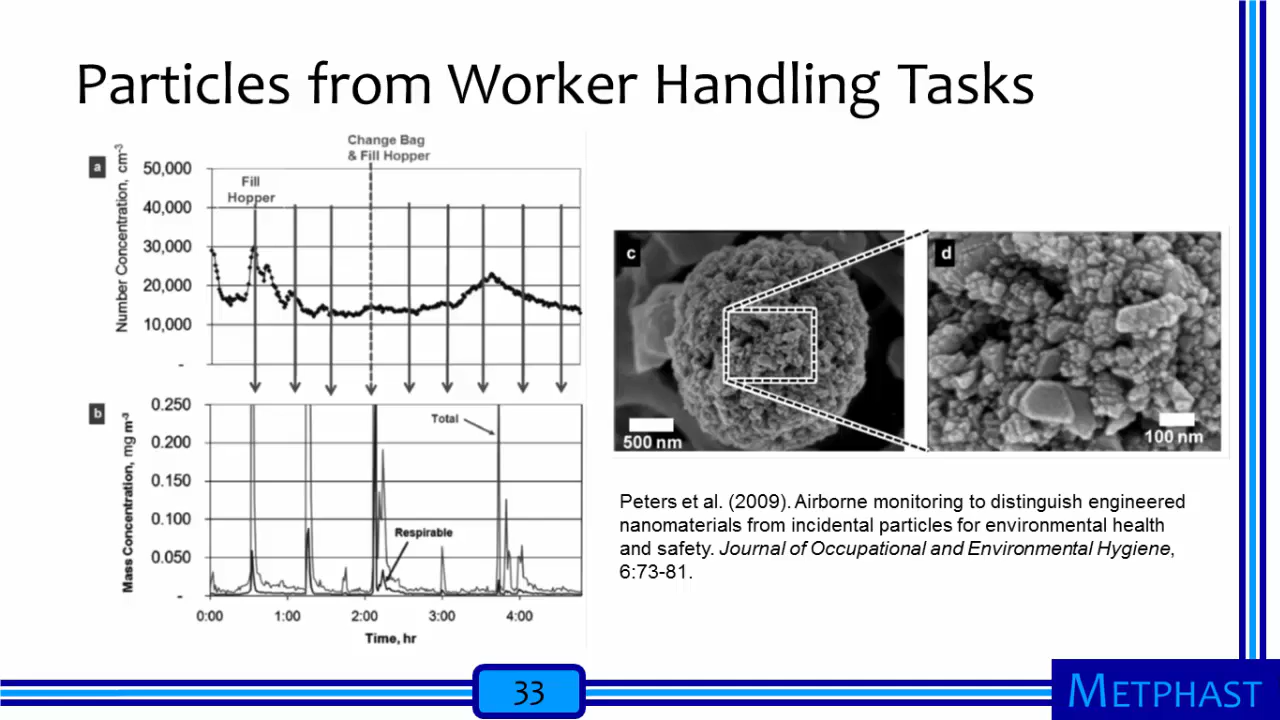 Particles from Worker Handling Tasks
Change Bag
& Fill Hopper
a
Number Concentration, cm-3
50,000
40,000
30,000
20,000
10,000
-
Fill
Hopper
b
Mass Concentration, mg m-3
0.250
0.200
0.150
0.100
0.050
-
Total
Respirable
0:00 1:00 2:00 3:00 4:00
Time, hr
c
500 nm
d
100 nm
Peters et al. (2009). Airborne monitoring to distinguish engineered
nanomaterials from incidental particles for environmental health
and safety. Journal of Occupational and Environmental Hygiene,
6:73-81.
33
METPHAST